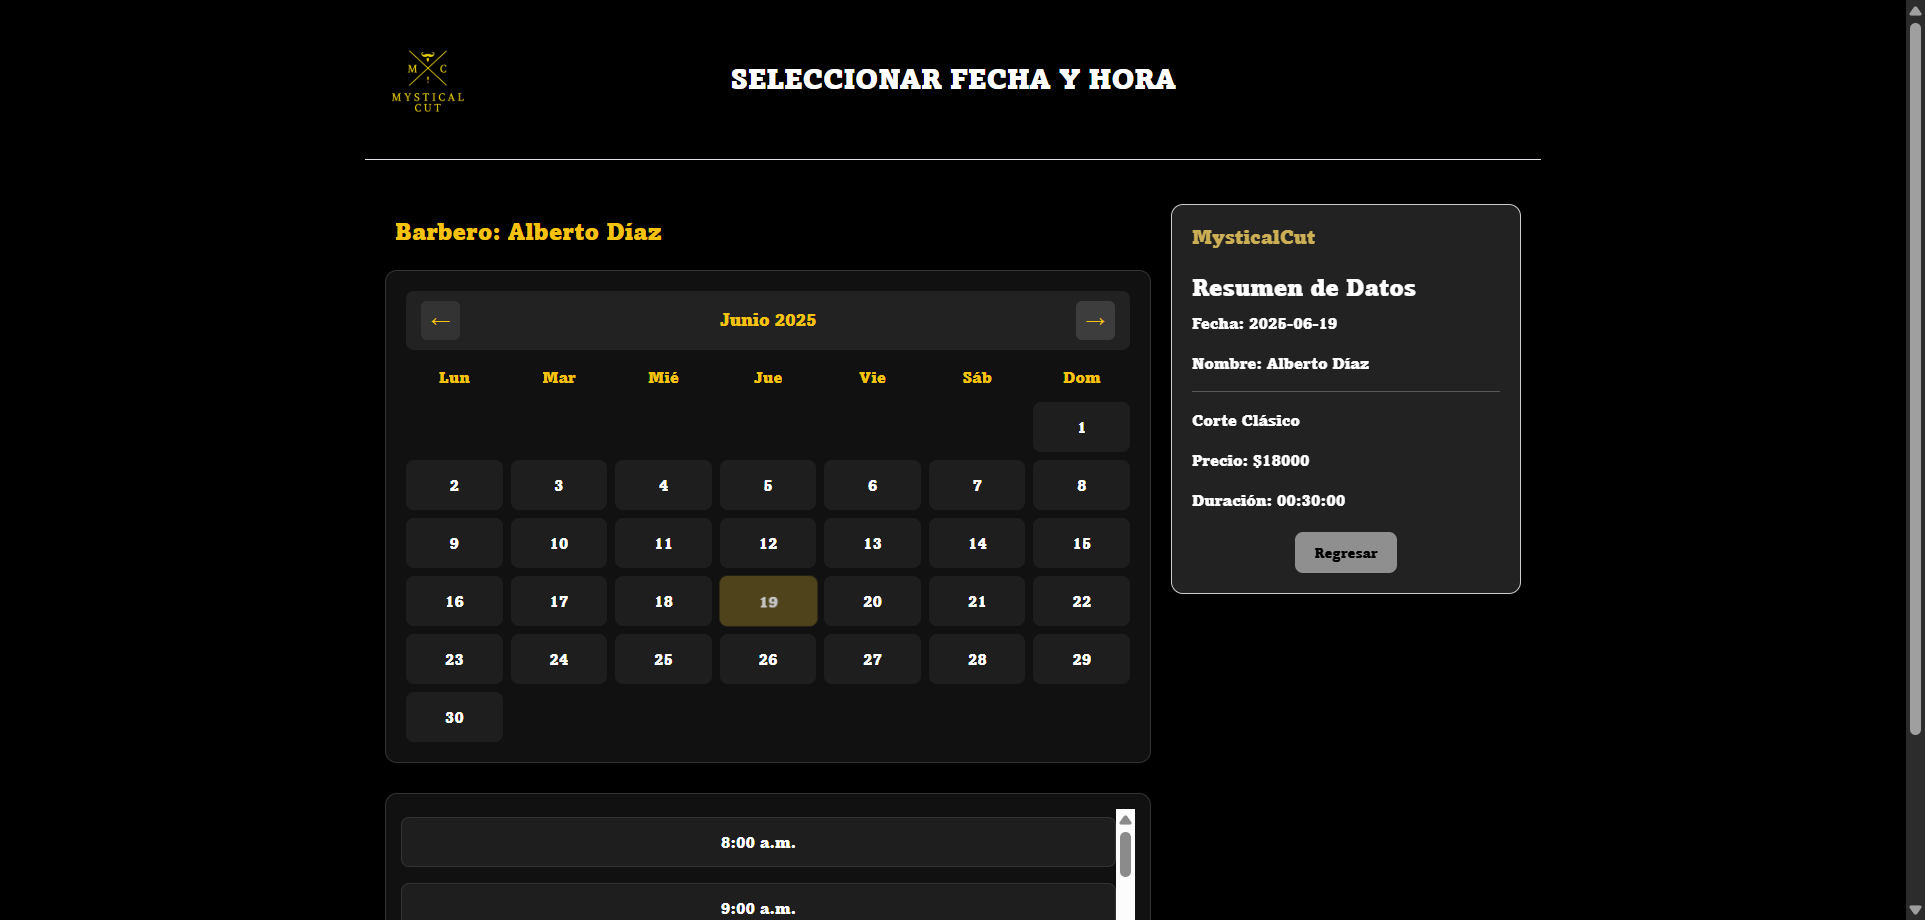 M C
MYSTICAL
CUT
SELECCIONAR FECHA Y HORA
Barbero: Alberto Díaz
← Junio 2025 →
Lun Mar Mié Jue Vie Sáb Dom
1
2 3 4 5 6 7 8
9 10 11 12 13 14 15
16 17 18 19 20 21 22
23 24 25 26 27 28 29
30
8:00 a.m.
9:00 a.m.
MysticalCut
Resumen de Datos
Fecha: 2025-06-19
Nombre: Alberto Díaz
Corte Clásico
Precio: $18000
Duración: 00:30:00
Regresar